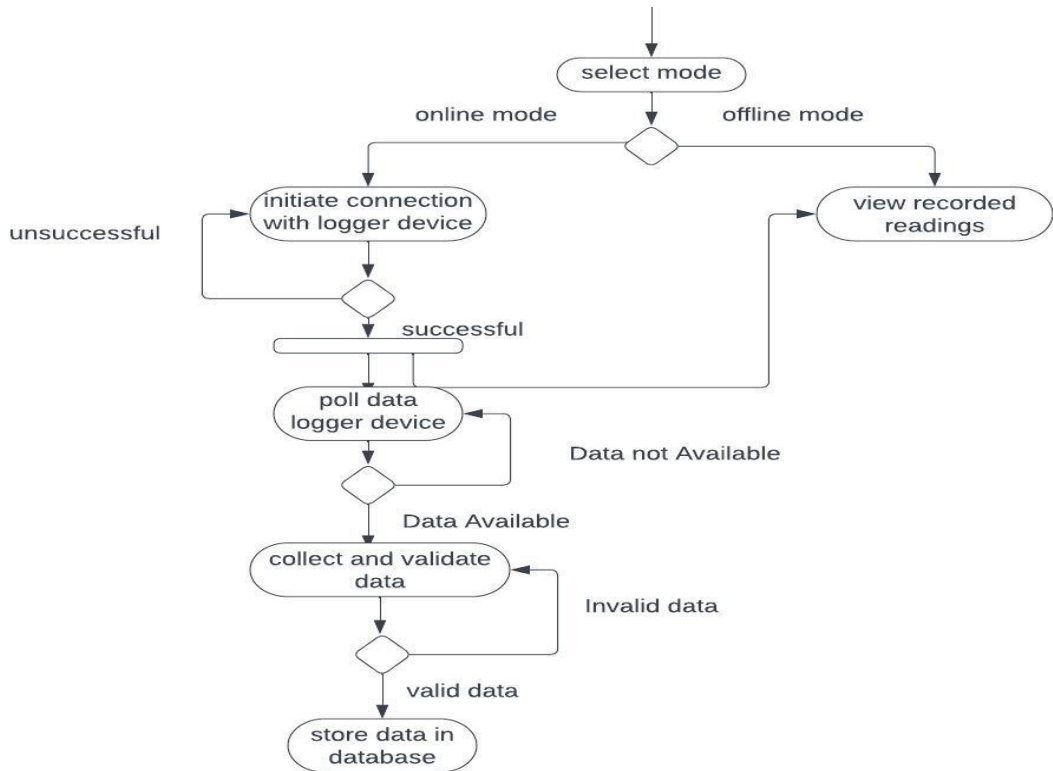 select mode
online mode
offline mode
initiate connection
with logger device
view recorded
readings
unsuccessful
successful
poll data
logger device
Data not Available
Data Available
collect and validate
data
Invalid data
valid data
store data in
database